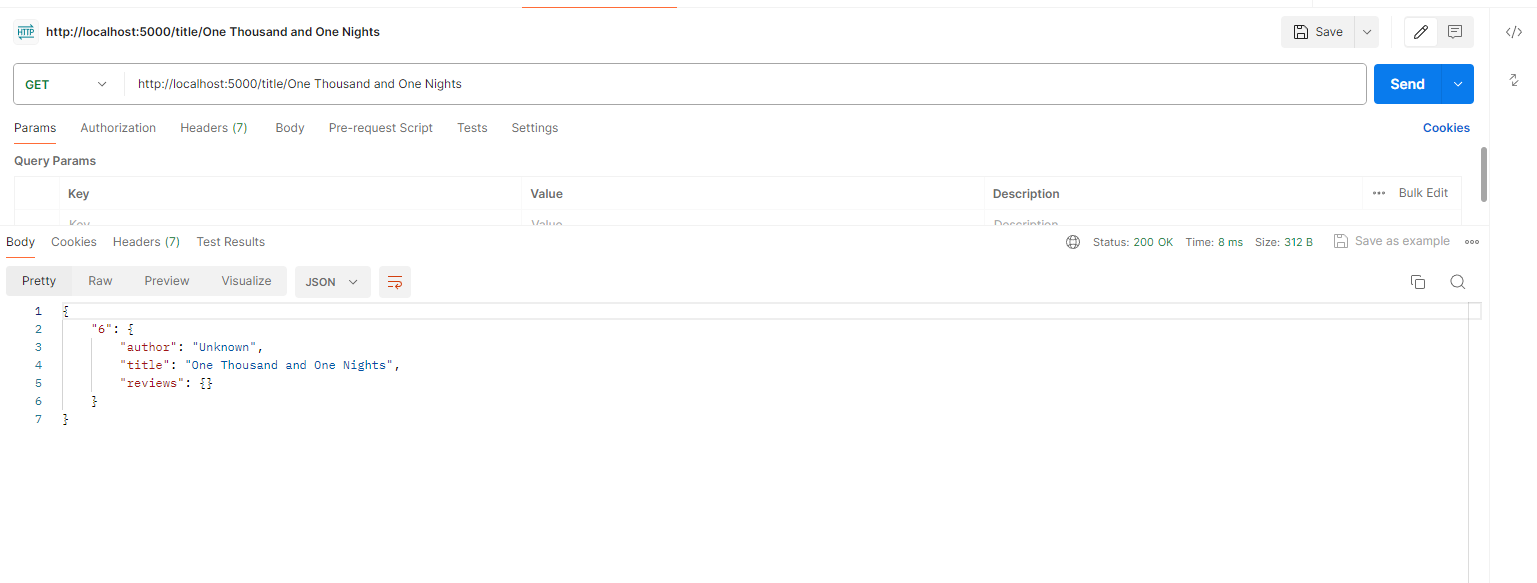 HTTP http://localhost:5000/title/One Thousand and One Nights Save
GET http://localhost:5000/title/One Thousand and One Nights Send
Params Authorization Headers (7) Body Pre-request Script Tests Settings Cookies
Query Params
Key Value Description Bulk Edit
Key Value Description
Body Cookies Headers (7) Test Results Status: 200 OK Time: 8 ms Size: 312 B Save as example
Pretty Raw Preview Visualize JSON
1 {
2 "6": {
3 "author": "Unknown",
4 "title": "One Thousand and One Nights",
5 "reviews": {}
6 }
7 }